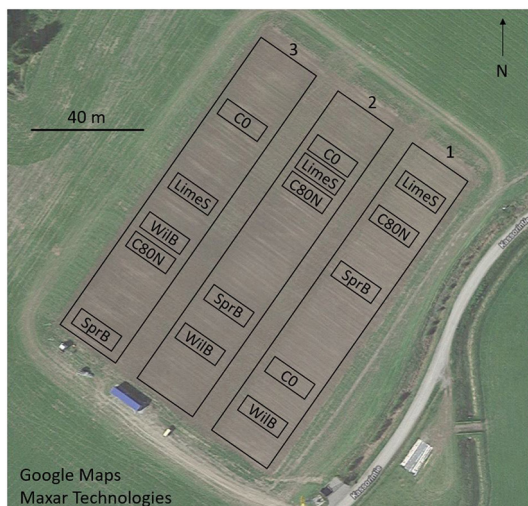 3
N
40 m
2
C0
1
C0
LimeS
C80N
LimeS
LimeS
C80N
WilB
C80N
SprB
SprB
SprB
WilB
C0
WilB
Google Maps
Maxar Technologies